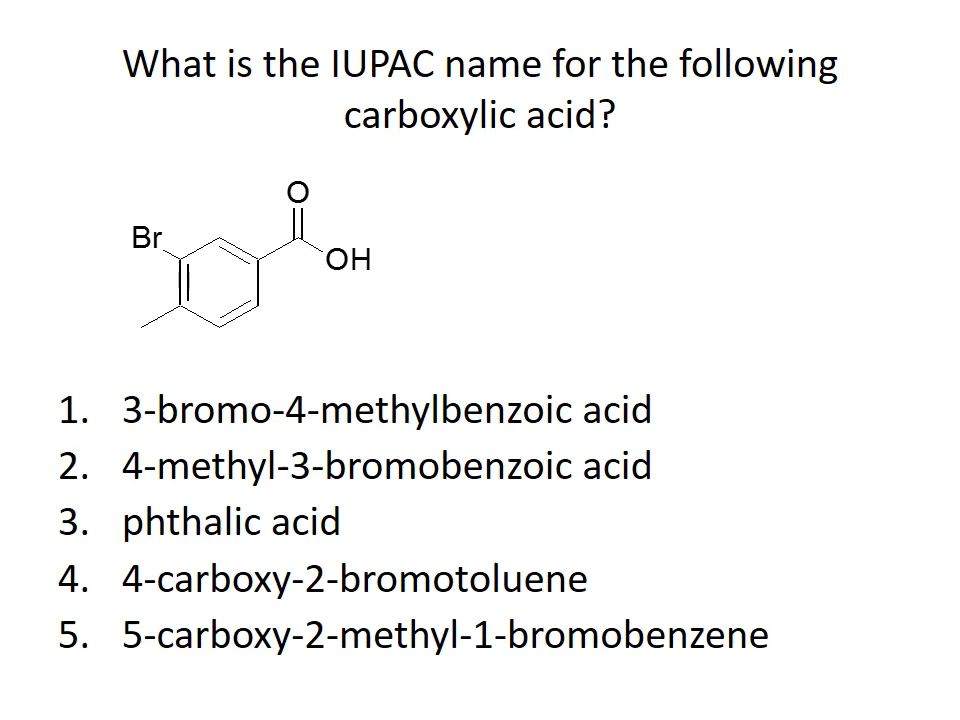 What is the IUPAC name for the following
carboxylic acid?
O
Br
OH
1. 3-bromo-4-methylbenzoic acid
2. 4-methyl-3-bromobenzoic acid
3. phthalic acid
4. 4-carboxy-2-bromotoluene
5. 5-carboxy-2-methyl-1-bromobenzene